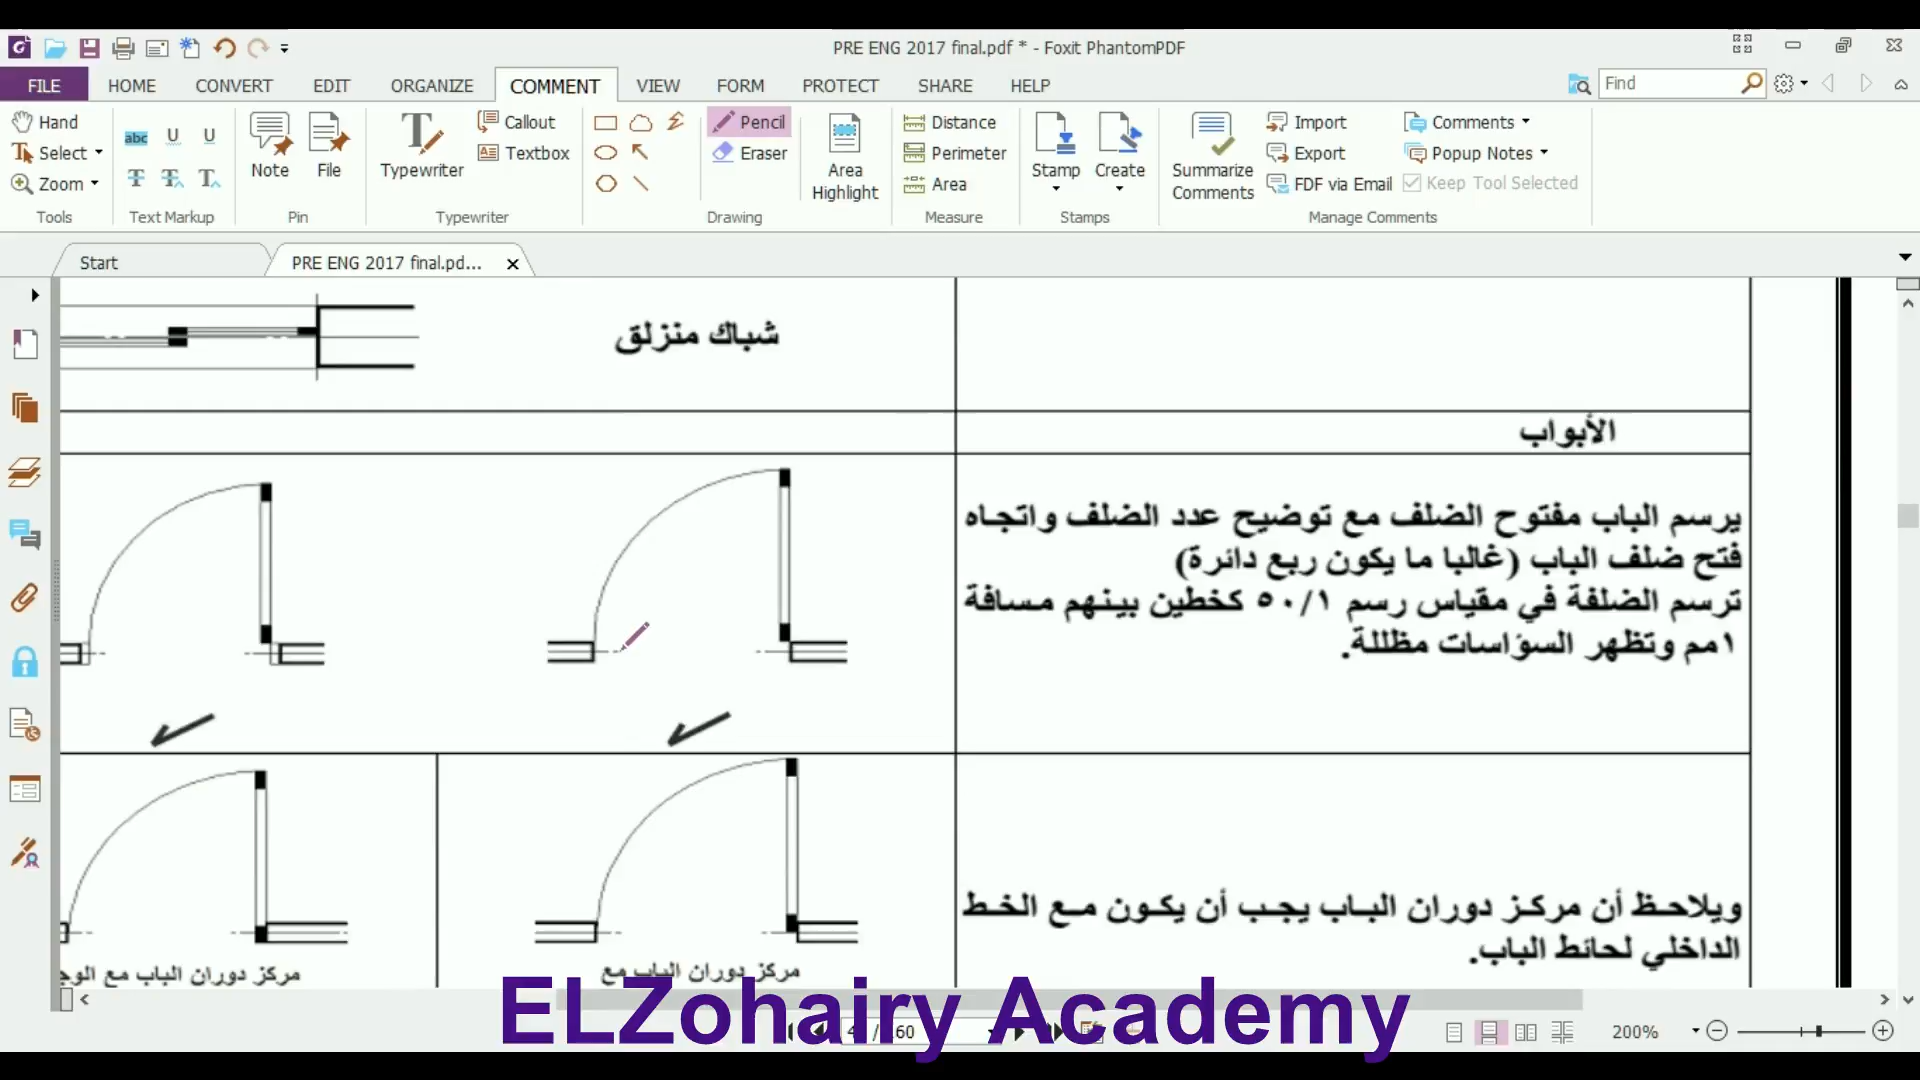 PRE ENG 2017 final.pdf * - Foxit PhantomPDF
FILE HOME CONVERT EDIT ORGANIZE COMMENT VIEW FORM PROTECT SHARE HELP
Find
Hand
Select
Zoom
Tools
abc U U
T T T
Text Markup
Note
File
Pin
Typewriter
Callout
Textbox
Typewriter
Pencil
Eraser
Drawing
Area
Highlight
Distance
Perimeter
Area
Measure
Stamp
Create
Stamps
Summarize
Comments
Import
Export
FDF via Email
Comments
Popup Notes
Keep Tool Selected
Manage Comments
Start
PRE ENG 2017 final.pd...
شباك منزلق
الأبواب
يرسم الباب مفتوح الضلف مع توضيح عدد الضلف واتجاه
فتح ضلف الباب (غالبا ما يكون ربع دائرة)
ترسم الضلفة في مقياس رسم ٥٠/١ كخطين بينهم مسافة
١مم وتظهر السؤاسات مظللة.
ويلاحظ أن مركز دوران الباب يجب أن يكون مع الخط
الداخلي لحائط الباب.
مركز دوران الباب مع
مركز دوران الباب مع الوج
ELZohairy Academy
200%